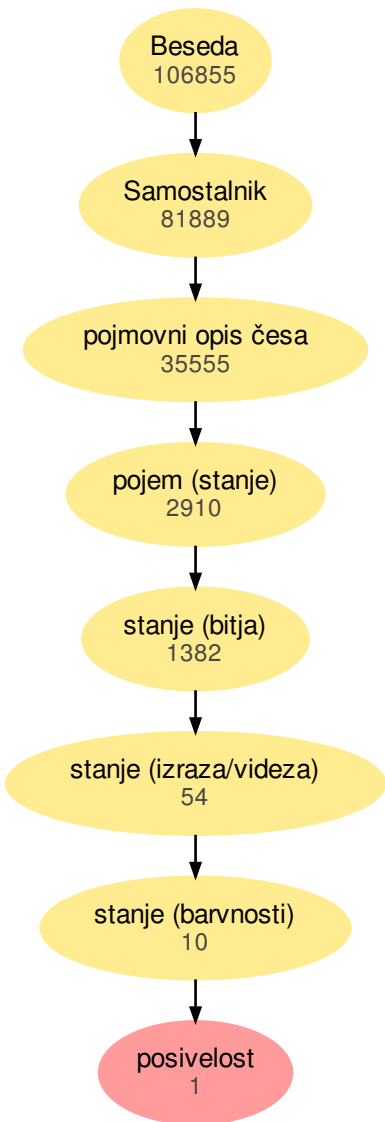 Beseda
106855
Samostalnik
81889
pojmovni opis česa
35555
pojem (stanje)
2910
stanje (bitja)
1382
stanje (izraza/videza)
54
stanje (barvnosti)
10
posivelost
1